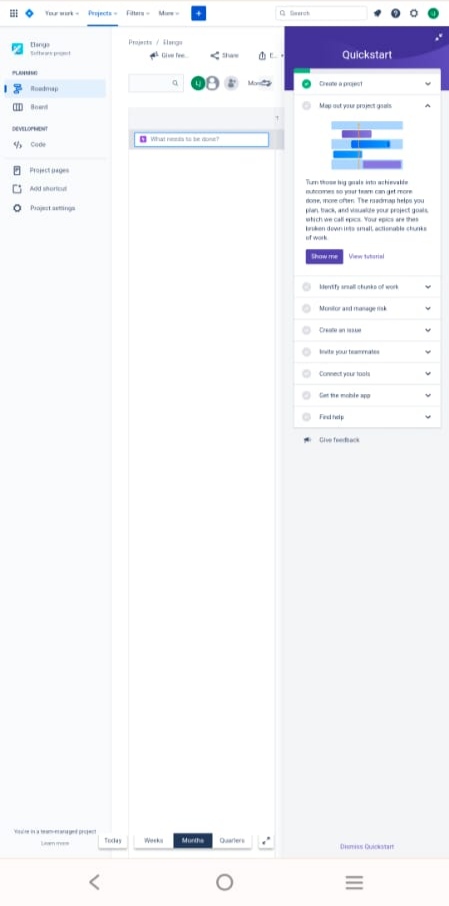 Your work
Projects
Filters
More
+
Search
Elango
Software project
PLANNING
Roadmap
Board
DEVELOPMENT
Code
Project pages
Add shortcut
Project settings
You're in a team-managed project
Learn more
Projects / Elango
Give fee...
Share
E...
What needs to be done?
Today
Weeks
Months
Quarters
Quickstart
Create a project
Map out your project goals
Turn those big goals into achievable
outcomes so your team can get more
done, more often. The roadmap helps you
plan, track, and visualize your project goals,
which we call epics. Your epics are then
broken down into small, actionable chunks
of work.
Show me
View tutorial
Identify small chunks of work
Monitor and manage risk
Create an issue
Invite your teammates
Connect your tools
Get the mobile app
Find help
Give feedback
Dismiss Quickstart